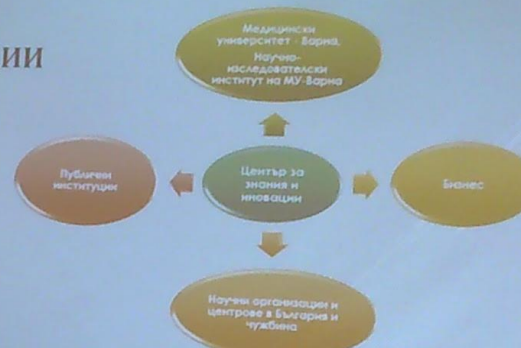 ии
Медицински
университет - Варна,
Научно-
изследователски
институт на МУ-Варна
Публични
институции
Център за
знания и
иновации
Бизнес
Научни организации и
центрове в България и
чужбина